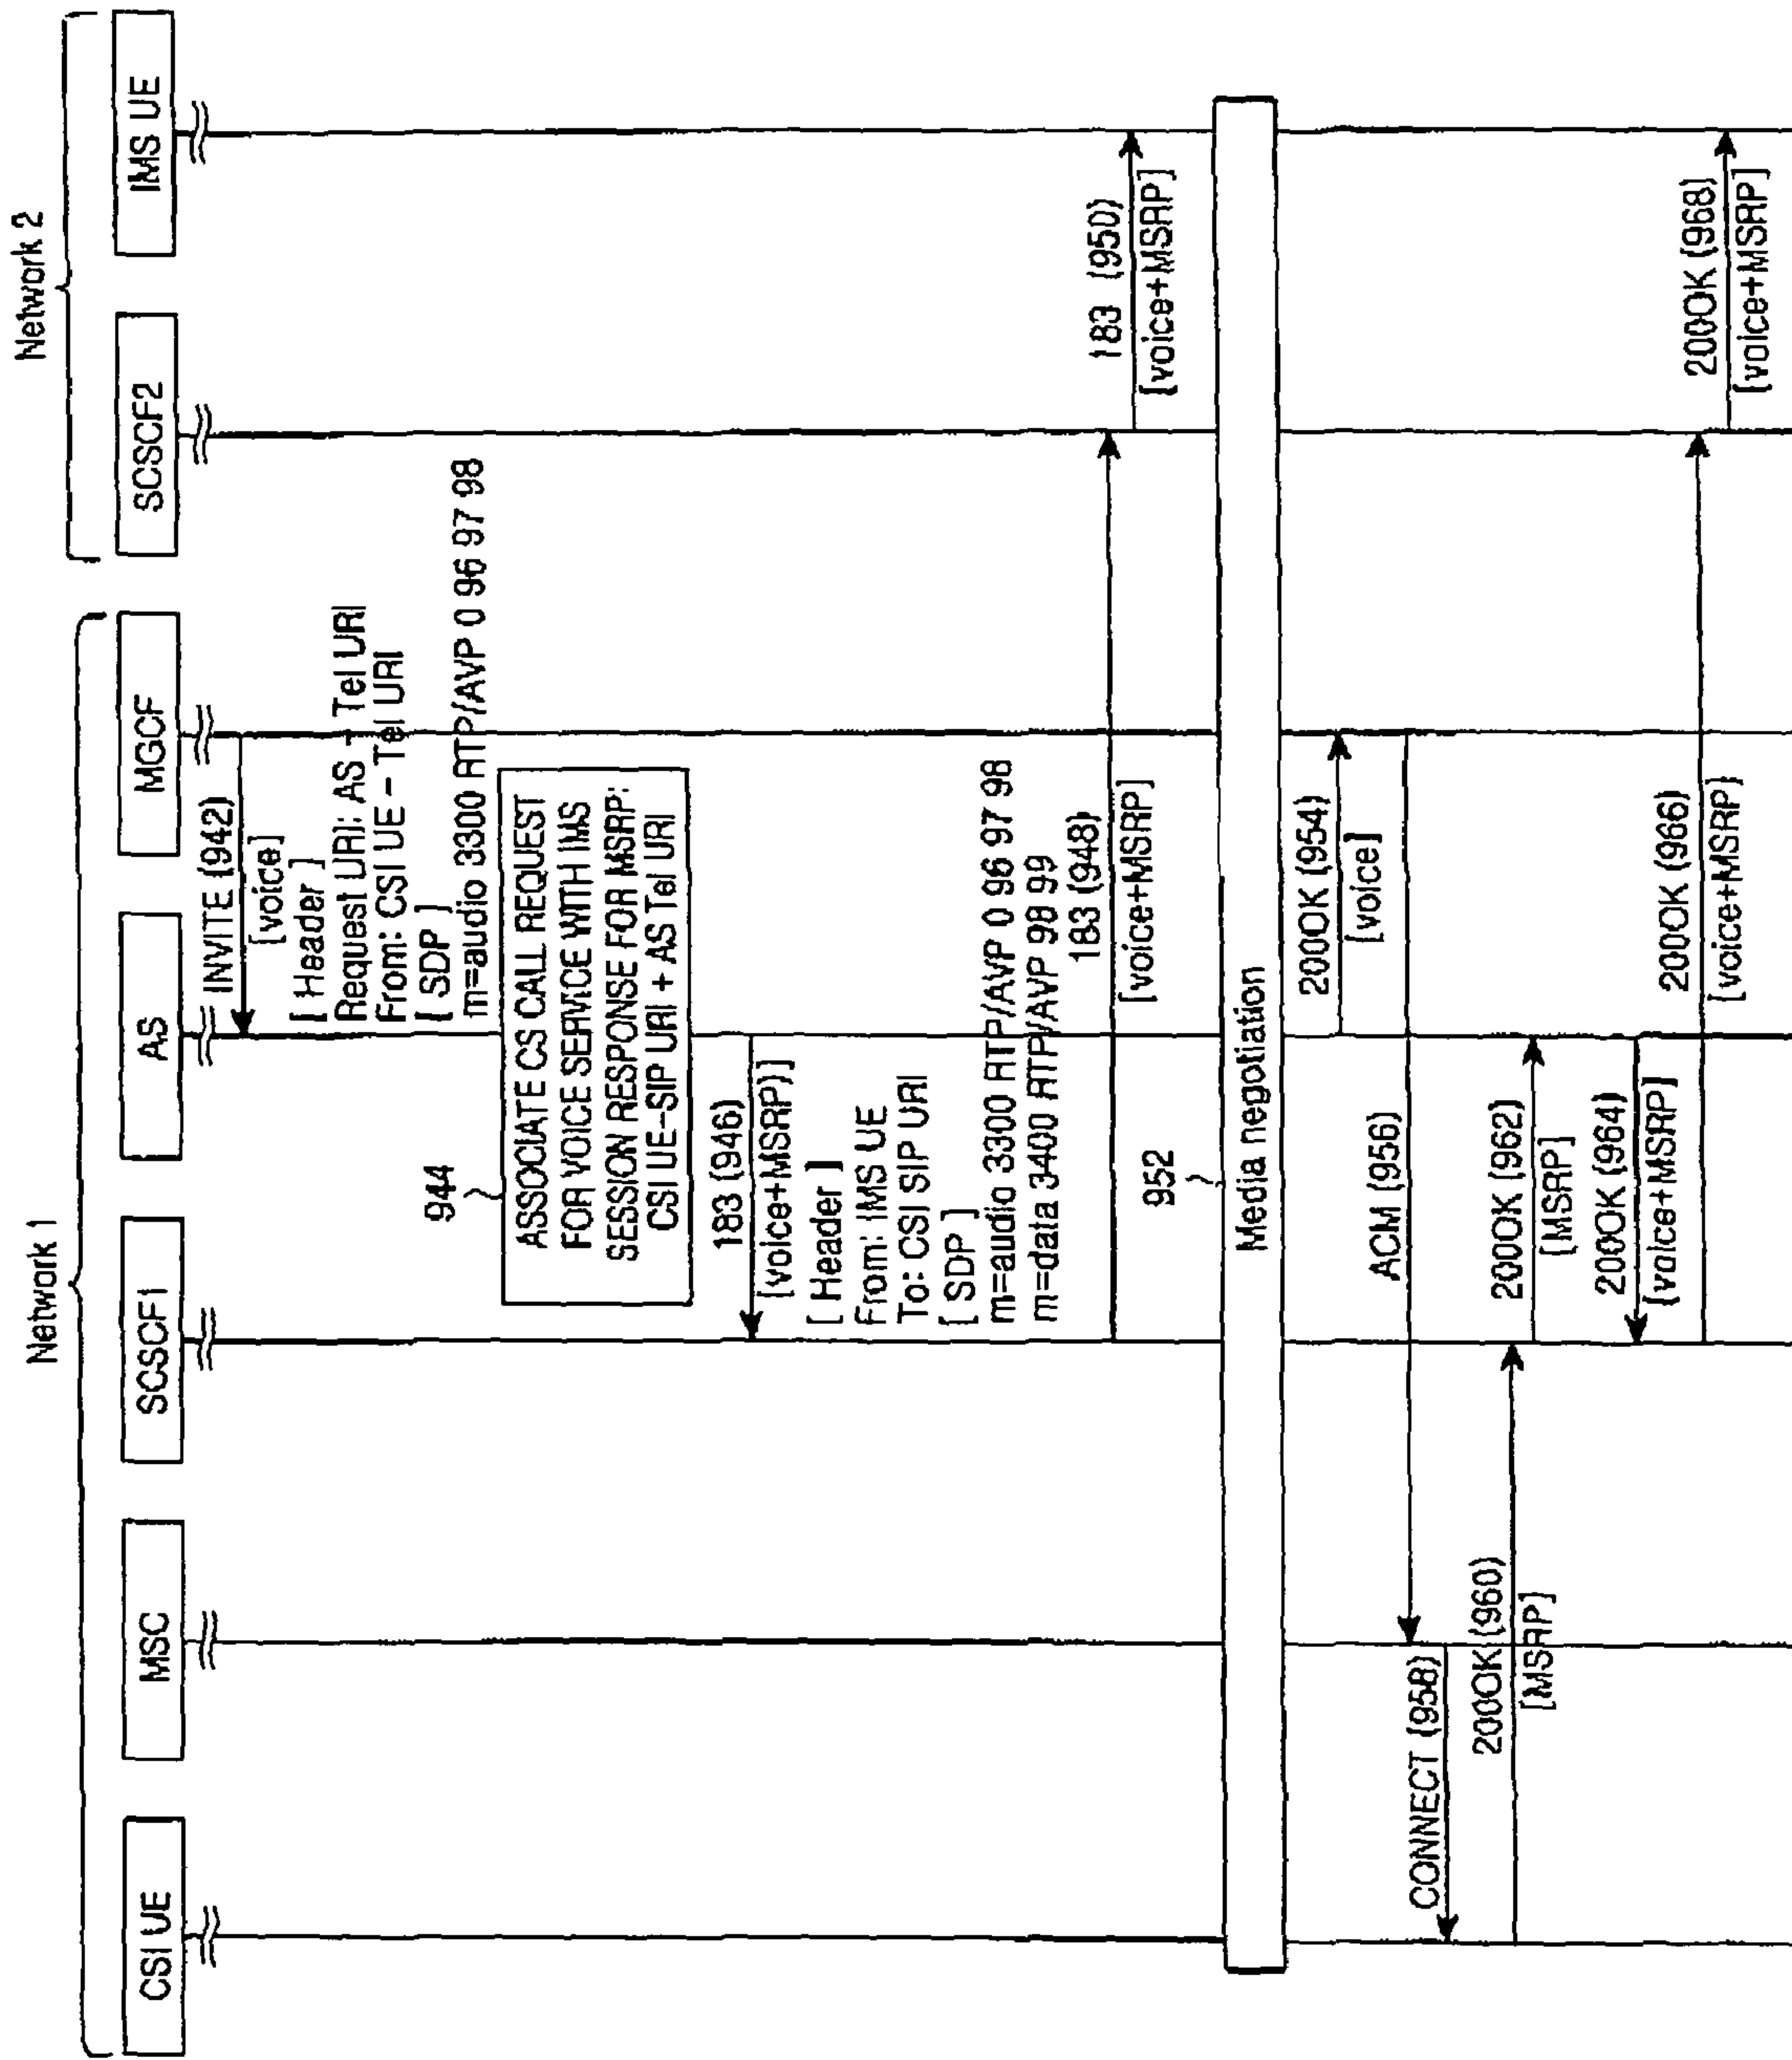 Network 1
Network 2
CSI UE
MSC
SCSCF1
AS
MGCF
SCSCF2
IMS UE
INVITE (942)
[voice]
[ Header ]
Request URI: AS - Tel URI
From: CSI UE - Tel URI
[ SDP ]
m=audio 3300 RTP/AVP 0 96 97 98
944
ASSOCIATE CS CALL REQUEST
FOR VOICE SERVICE WITH IMS
SESSION RESPONSE FOR MSRP:
CSI UE-SIP URI + AS Tel URI
183 (946)
[voice+MSRP)]
[ Header ]
From: IMS UE
To: CSI SIP URI
[ SDP ]
m=audio 3300 RTP/AVP 0 96 97 98
m=data 3400 RTP/AVP 98 99
183 (948)
[voice+MSRP]
183 (950)
[voice+MSRP]
952
Media negotiation
200OK (954)
[voice]
ACM (956)
CONNECT (958)
200OK (960)
[MSRP]
200OK (962)
[MSRP]
200OK (964)
[voice+MSRP]
200OK (966)
[voice+MSRP]
200OK (968)
[voice+MSRP]